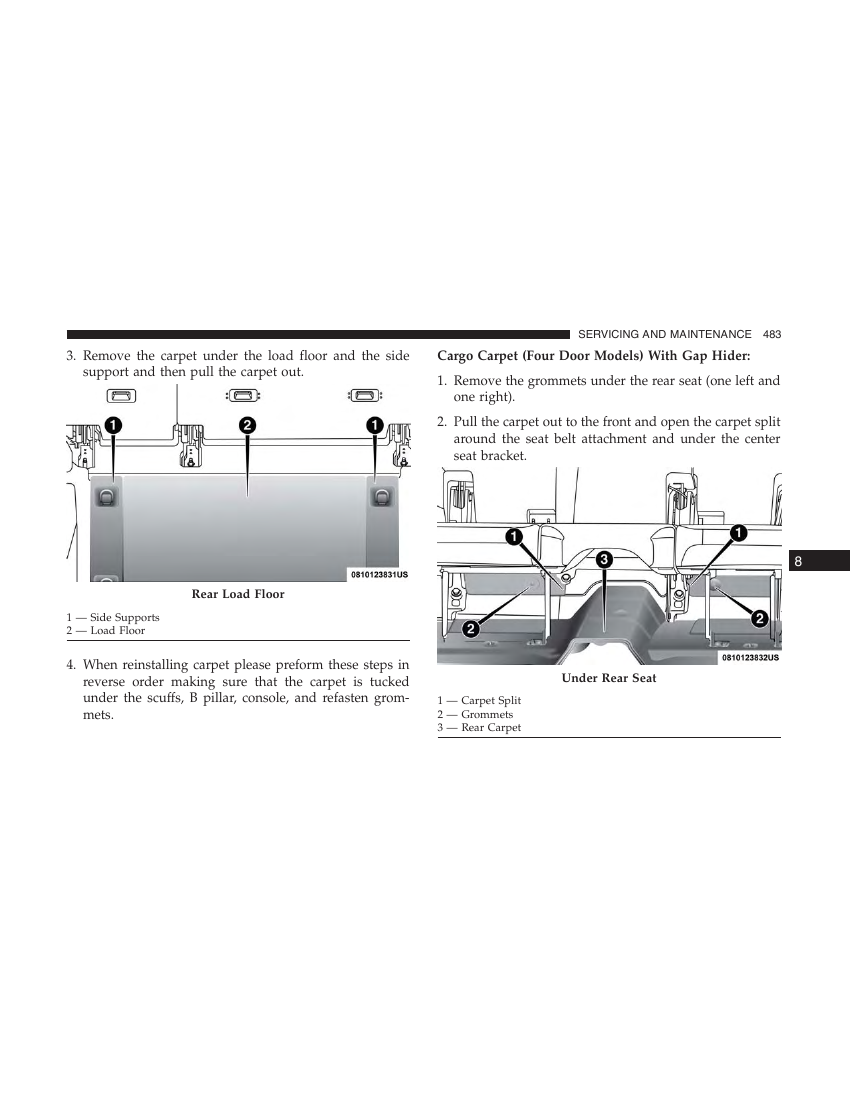 SERVICING AND MAINTENANCE 483
3. Remove the carpet under the load floor and the side
support and then pull the carpet out.
1
2
1
0810123831US
Rear Load Floor
1 — Side Supports
2 — Load Floor
4. When reinstalling carpet please preform these steps in
reverse order making sure that the carpet is tucked
under the scuffs, B pillar, console, and refasten grom-
mets.
Cargo Carpet (Four Door Models) With Gap Hider:
1. Remove the grommets under the rear seat (one left and
one right).
2. Pull the carpet out to the front and open the carpet split
around the seat belt attachment and under the center
seat bracket.
1
1
3
2
2
0810123832US
Under Rear Seat
1 — Carpet Split
2 — Grommets
3 — Rear Carpet
8